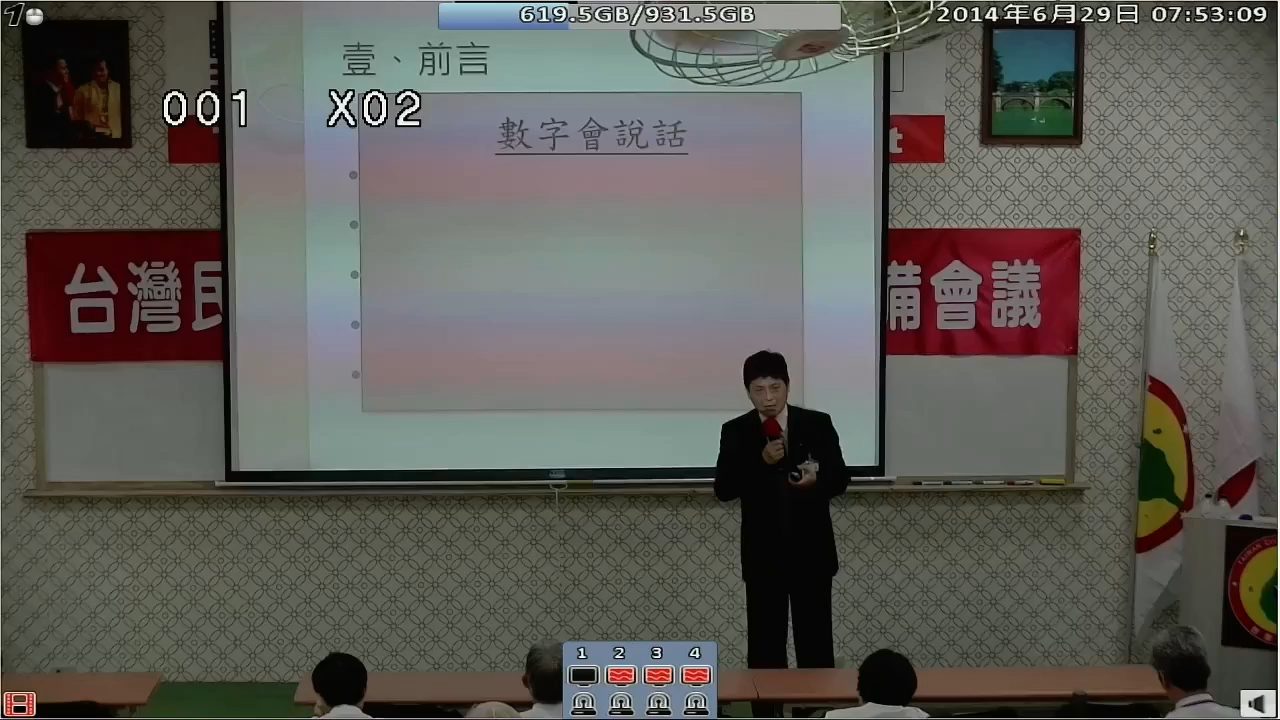 619.5GB/931.5GB
2014年6月29日 07:53:09
壹、前言
001 X02
數字會說話
t
台灣民
備會議
1 2 3 4